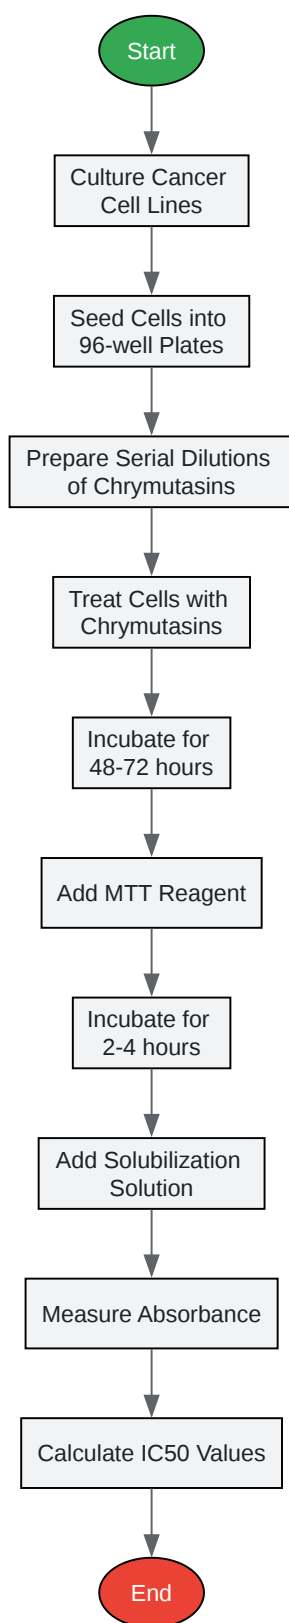 Start
Culture Cancer
Cell Lines
Seed Cells into
96-well Plates
Prepare Serial Dilutions
of Chrymutasins
Treat Cells with
Chrymutasins
Incubate for
48-72 hours
Add MTT Reagent
Incubate for
2-4 hours
Add Solubilization
Solution
Measure Absorbance
Calculate IC50 Values
End